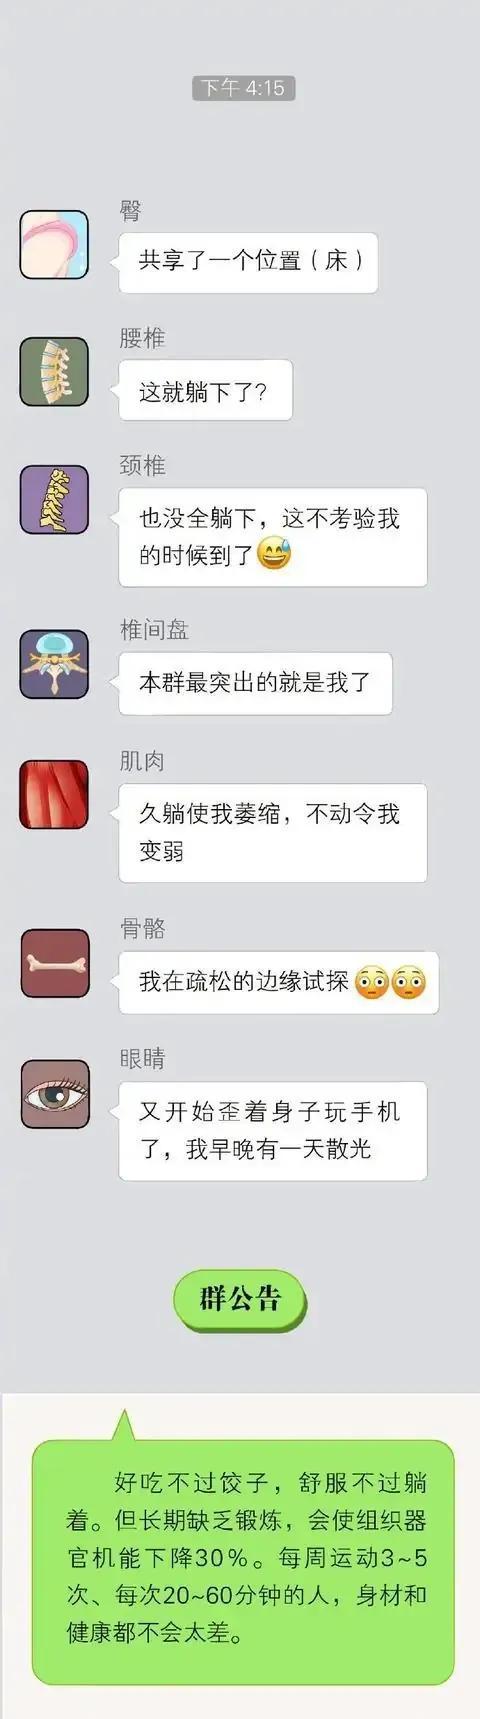 下午 4:15
臀
共享了一个位置（床）
腰椎
这就躺下了?
颈椎
也没全躺下，这不考验我
的时候到了😅
椎间盘
本群最突出的就是我了
肌肉
久躺使我萎缩，不动令我
变弱
骨骼
我在疏松的边缘试探😳😳
眼睛
又开始歪着身子玩手机
了，我早晚有一天散光
群公告
好吃不过饺子，舒服不过躺
着。但长期缺乏锻炼，会使组织器
官机能下降30%。每周运动3~5
次、每次20~60分钟的人，身材和
健康都不会太差。